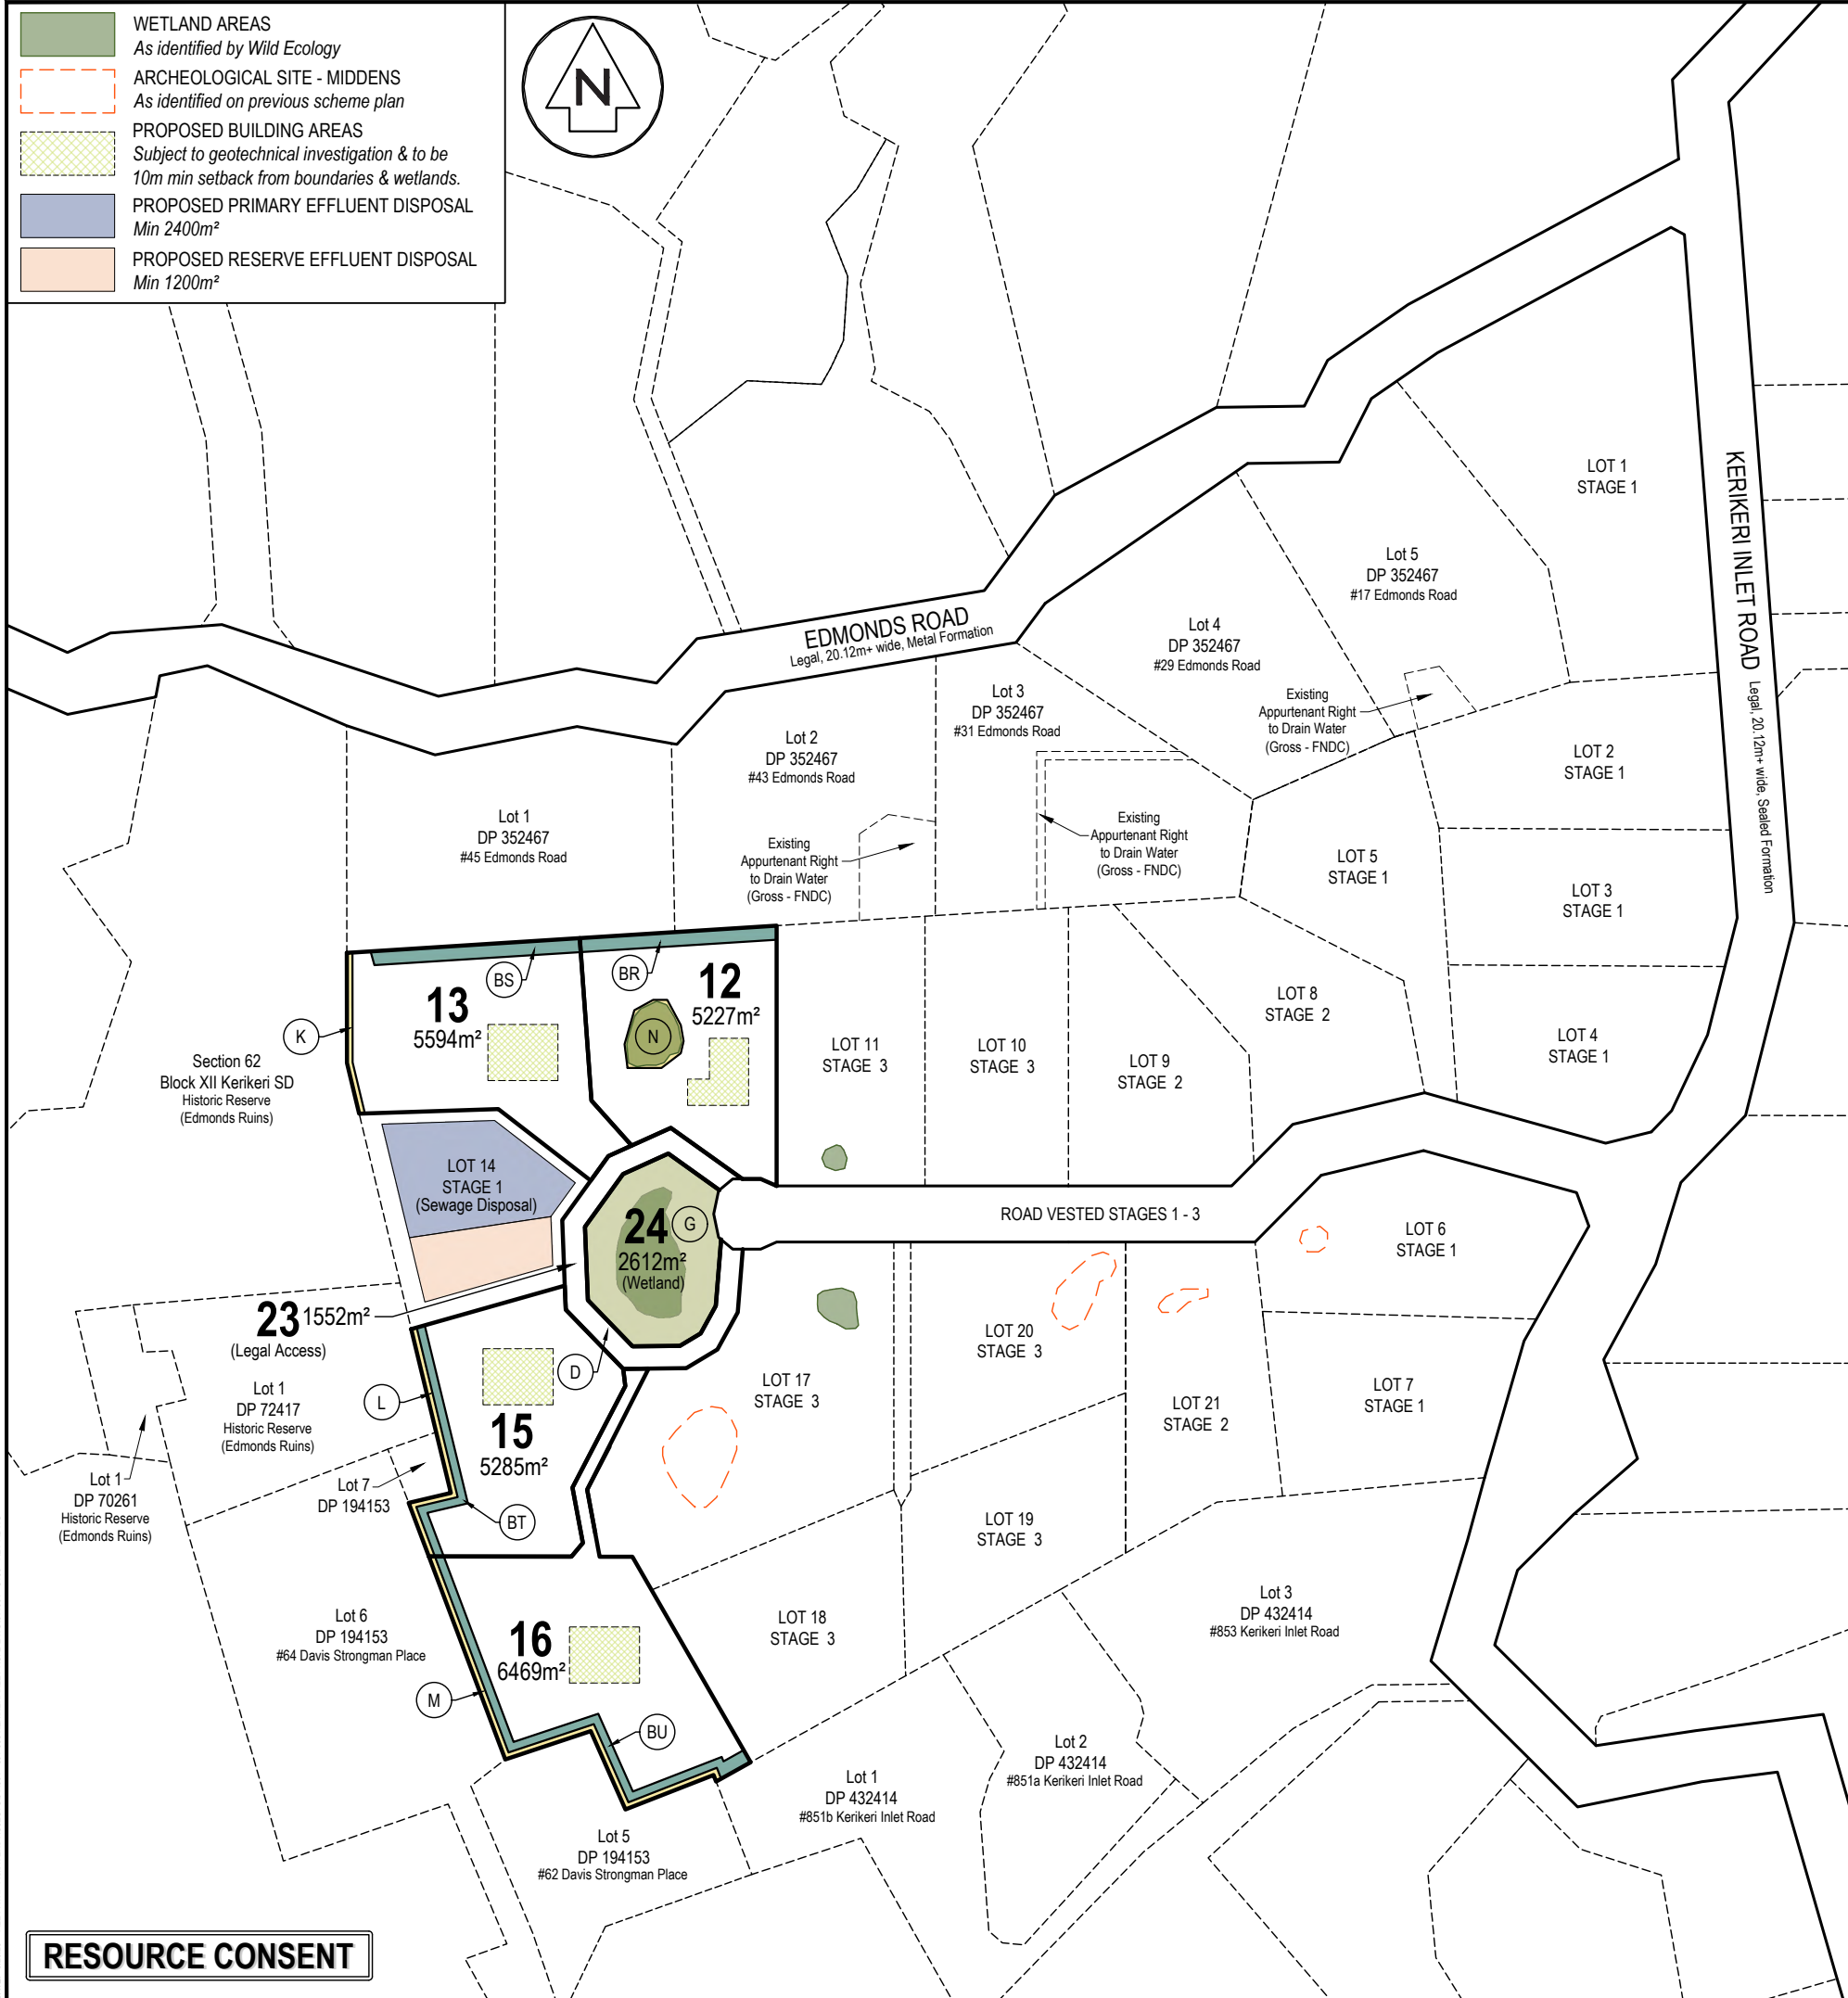 WETLAND AREAS
As identified by Wild Ecology
ARCHEOLOGICAL SITE - MIDDENS
As identified on previous scheme plan
PROPOSED BUILDING AREAS
Subject to geotechnical investigation & to be
10m min setback from boundaries & wetlands.
PROPOSED PRIMARY EFFLUENT DISPOSAL
Min 2400m²
PROPOSED RESERVE EFFLUENT DISPOSAL
Min 1200m²
N
LOT 1
STAGE 1
KERIKERI INLET ROAD Legal, 20.12m+ wide, Sealed Formation
Lot 5
DP 352467
#17 Edmonds Road
EDMONDS ROAD
Legal, 20.12m+ wide, Metal Formation
Lot 4
DP 352467
#29 Edmonds Road
Lot 3
DP 352467
#31 Edmonds Road
Existing
Appurtenant Right
to Drain Water
(Gross - FNDC)
Lot 2
DP 352467
#43 Edmonds Road
LOT 2
STAGE 1
Lot 1
DP 352467
#45 Edmonds Road
Existing
Appurtenant Right
to Drain Water
(Gross - FNDC)
Existing
Appurtenant Right
to Drain Water
(Gross - FNDC)
LOT 5
STAGE 1
LOT 3
STAGE 1
BS
BR
12
5227m²
13
5594m²
N
K
LOT 11
STAGE 3
LOT 10
STAGE 3
LOT 9
STAGE 2
LOT 8
STAGE 2
LOT 4
STAGE 1
Section 62
Block XII Kerikeri SD
Historic Reserve
(Edmonds Ruins)
LOT 14
STAGE 1
(Sewage Disposal)
24
G
2612m²
(Wetland)
ROAD VESTED STAGES 1 - 3
LOT 6
STAGE 1
23 1552m²
(Legal Access)
D
LOT 20
STAGE 3
LOT 17
STAGE 3
LOT 21
STAGE 2
LOT 7
STAGE 1
Lot 1
DP 72417
Historic Reserve
(Edmonds Ruins)
L
15
5285m²
Lot 1
DP 70261
Historic Reserve
(Edmonds Ruins)
Lot 7
DP 194153
BT
LOT 19
STAGE 3
Lot 6
DP 194153
#64 Davis Strongman Place
16
6469m²
LOT 18
STAGE 3
Lot 3
DP 432414
#853 Kerikeri Inlet Road
M
BU
Lot 2
DP 432414
#851a Kerikeri Inlet Road
Lot 1
DP 432414
#851b Kerikeri Inlet Road
Lot 5
DP 194153
#62 Davis Strongman Place
RESOURCE CONSENT